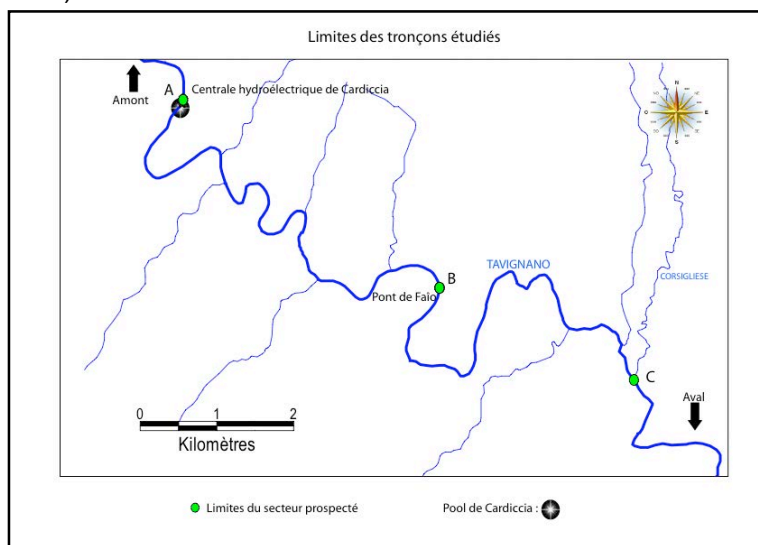 Limites des tronçons étudiés
A
Centrale hydroélectrique de Cardiccia
Amont
N
O
E
S
B
TAVIGNANO
CORSIGLIESE
Pont de Faïo
C
Aval
0 1 2
Kilomètres
Limites du secteur prospecté
Pool de Cardiccia :